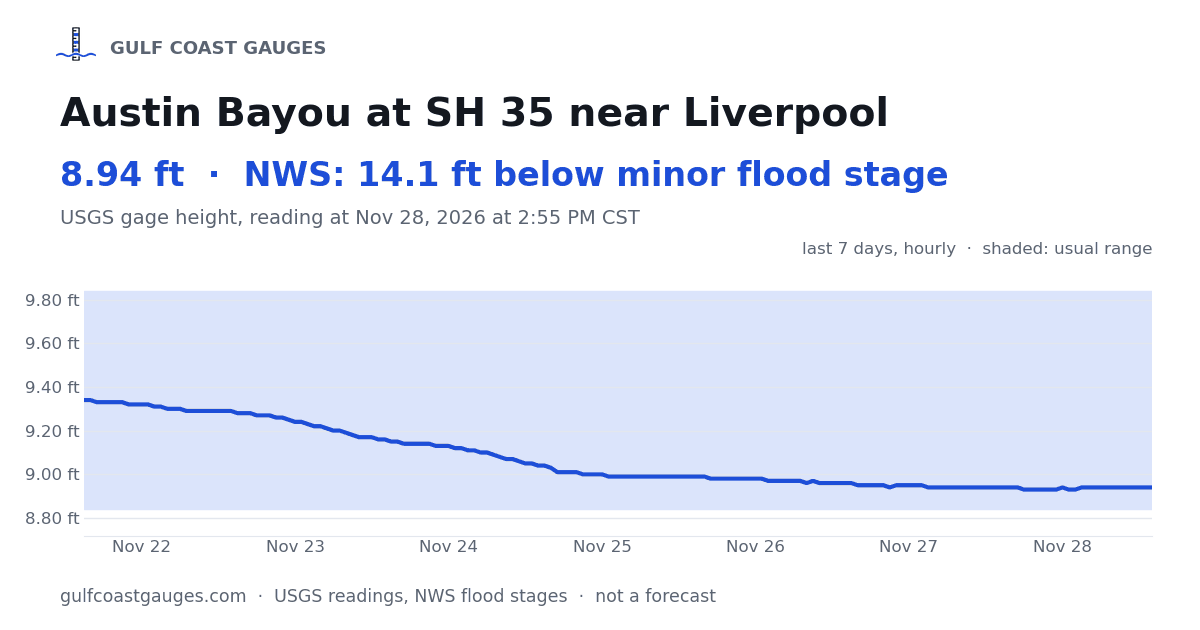 GULF COAST GAUGES
Austin Bayou at SH 35 near Liverpool
8.94 ft · NWS: 14.1 ft below minor flood stage
USGS gage height, reading at Nov 28, 2026 at 2:55 PM CST
last 7 days, hourly · shaded: usual range
9.80 ft
9.60 ft
9.40 ft
9.20 ft
9.00 ft
8.80 ft
Nov 22 Nov 23 Nov 24 Nov 25 Nov 26 Nov 27 Nov 28
gulfcoastgauges.com · USGS readings, NWS flood stages · not a forecast